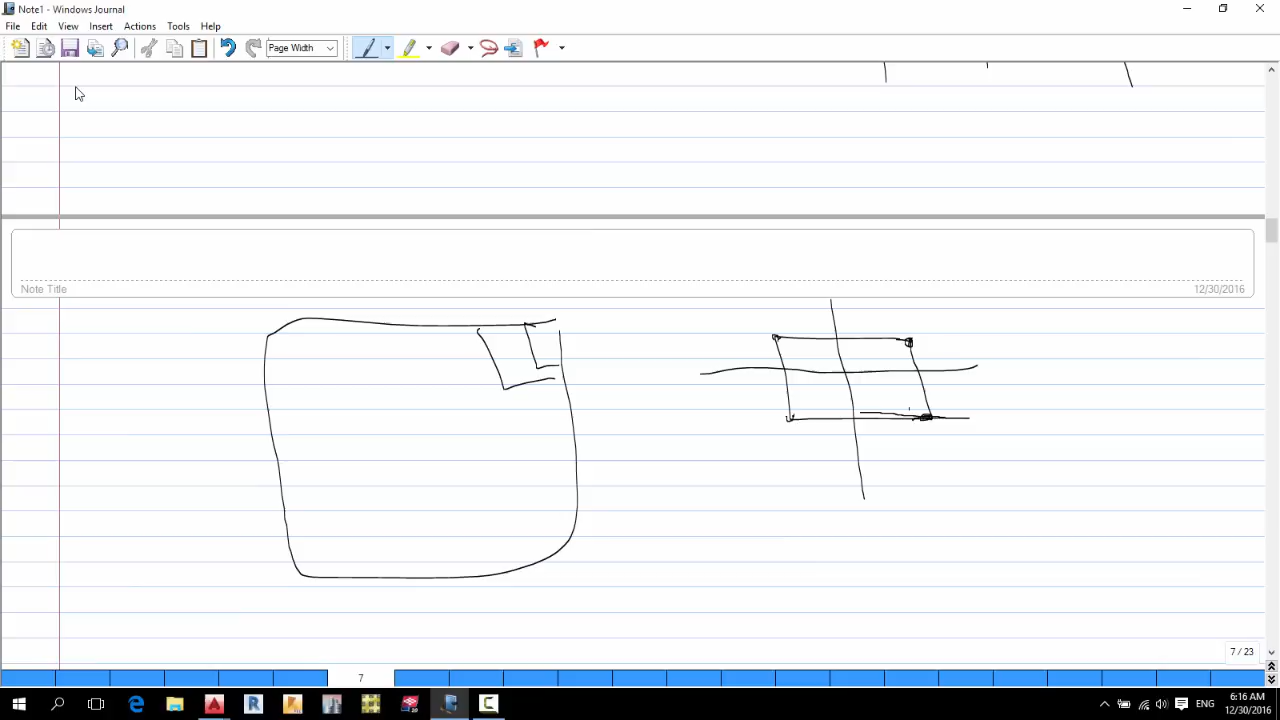 Note1 - Windows Journal
File Edit View Insert Actions Tools Help
Page Width
Note Title
12/30/2016
7 / 23
7
ENG
6:16 AM
12/30/2016